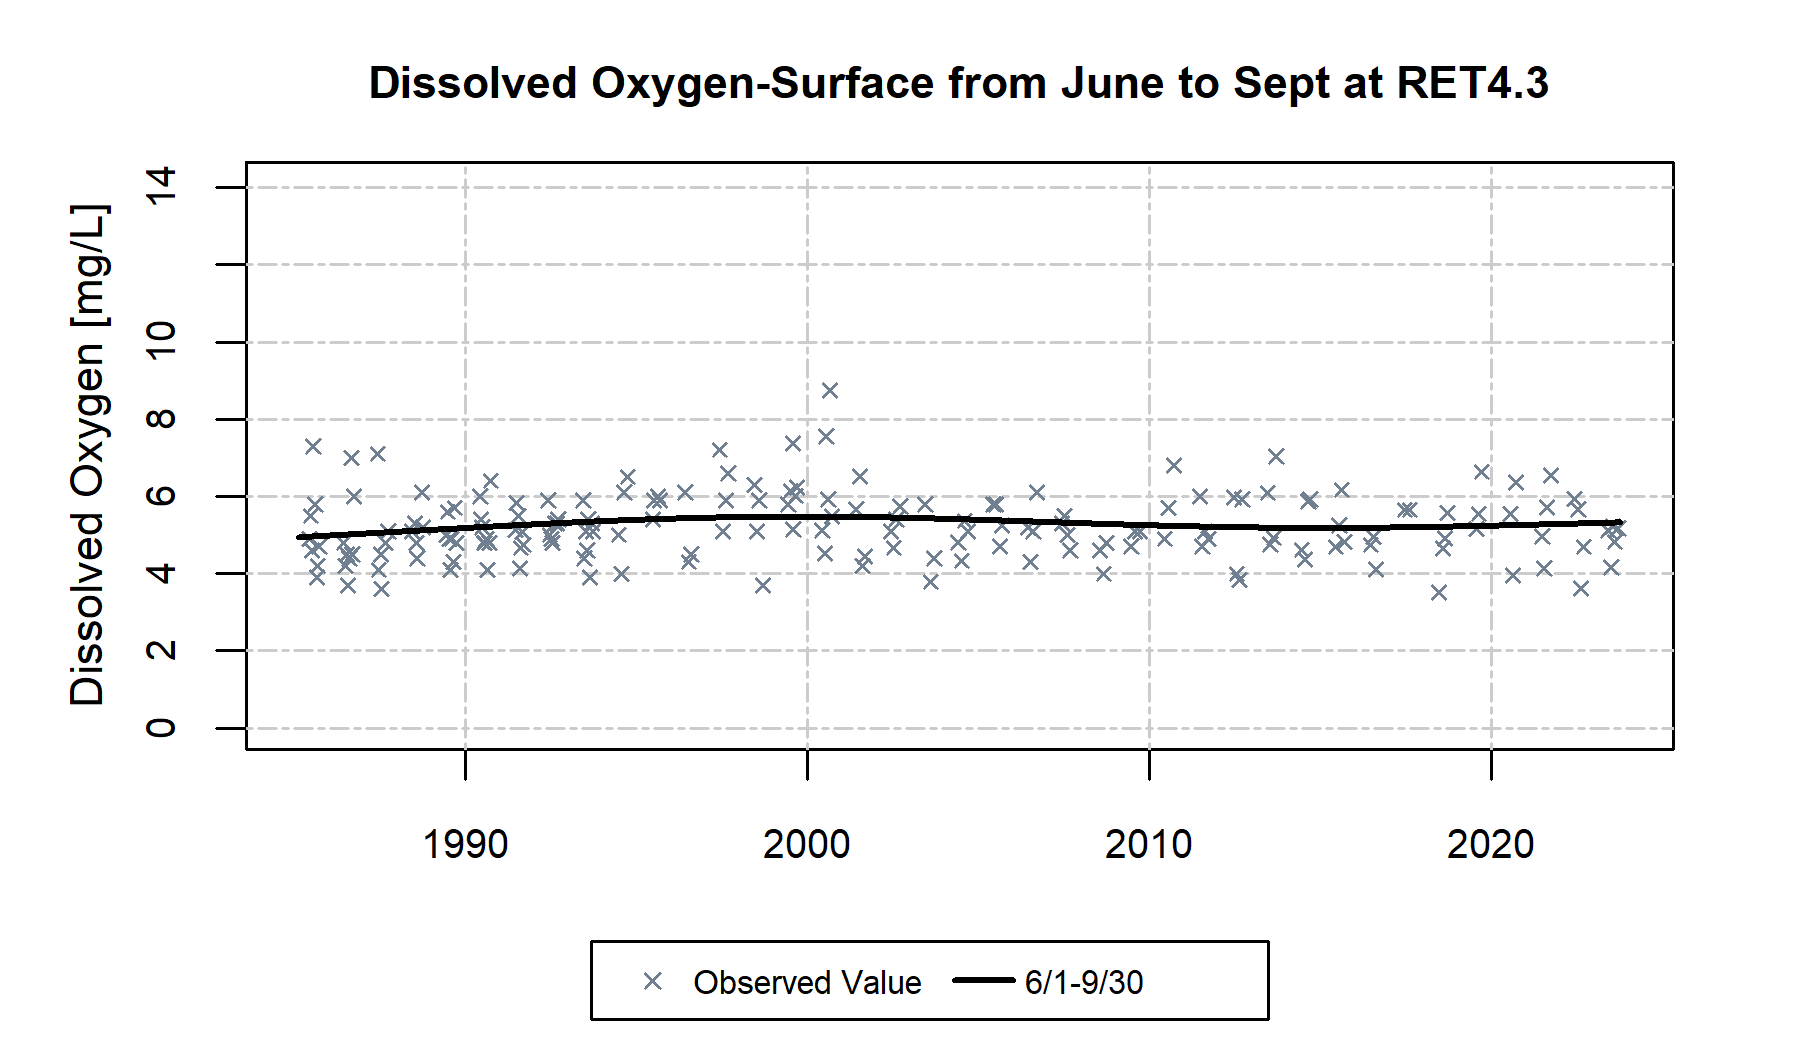 Dissolved Oxygen-Surface from June to Sept at RET4.3
Dissolved Oxygen [mg/L]
14
10
8
6
4
2
0
1990 2000 2010 2020
Observed Value 6/1-9/30